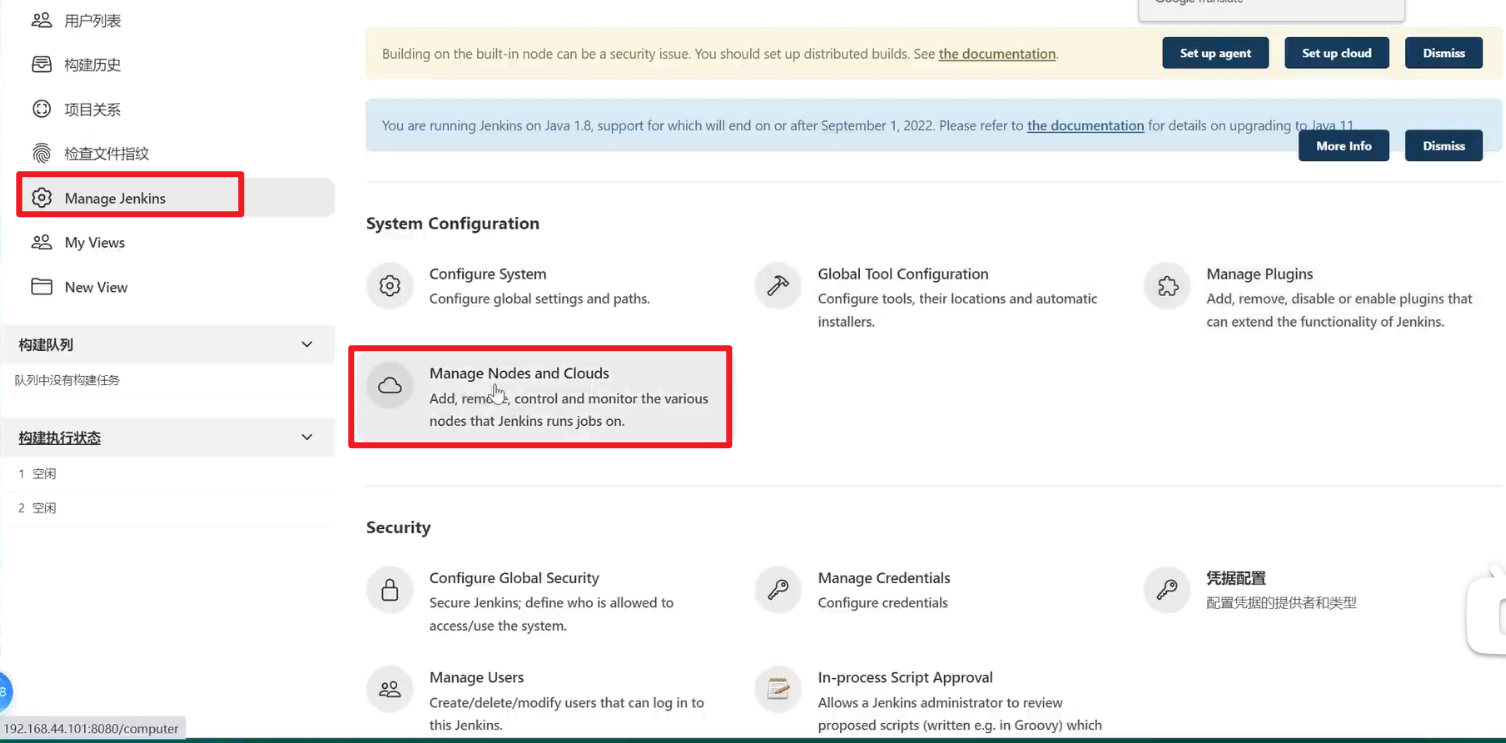 用户列表
构建历史
项目关系
检查文件指纹
Manage Jenkins
My Views
New View
构建队列
队列中没有构建任务
构建执行状态
1 空闲
2 空闲
Google Translate
Building on the built-in node can be a security issue. You should set up distributed builds. See the documentation.
Set up agent
Set up cloud
Dismiss
You are running Jenkins on Java 1.8, support for which will end on or after September 1, 2022. Please refer to the documentation for details on upgrading to Java 11.
More Info
Dismiss
System Configuration
Configure System
Configure global settings and paths.
Global Tool Configuration
Configure tools, their locations and automatic
installers.
Manage Plugins
Add, remove, disable or enable plugins that
can extend the functionality of Jenkins.
Manage Nodes and Clouds
Add, remove, control and monitor the various
nodes that Jenkins runs jobs on.
Security
Configure Global Security
Secure Jenkins; define who is allowed to
access/use the system.
Manage Credentials
Configure credentials
凭据配置
配置凭据的提供者和类型
Manage Users
Create/delete/modify users that can log in to
this Jenkins.
In-process Script Approval
Allows a Jenkins administrator to review
proposed scripts (written e.g. in Groovy) which
8
192.168.44.101:8080/computer